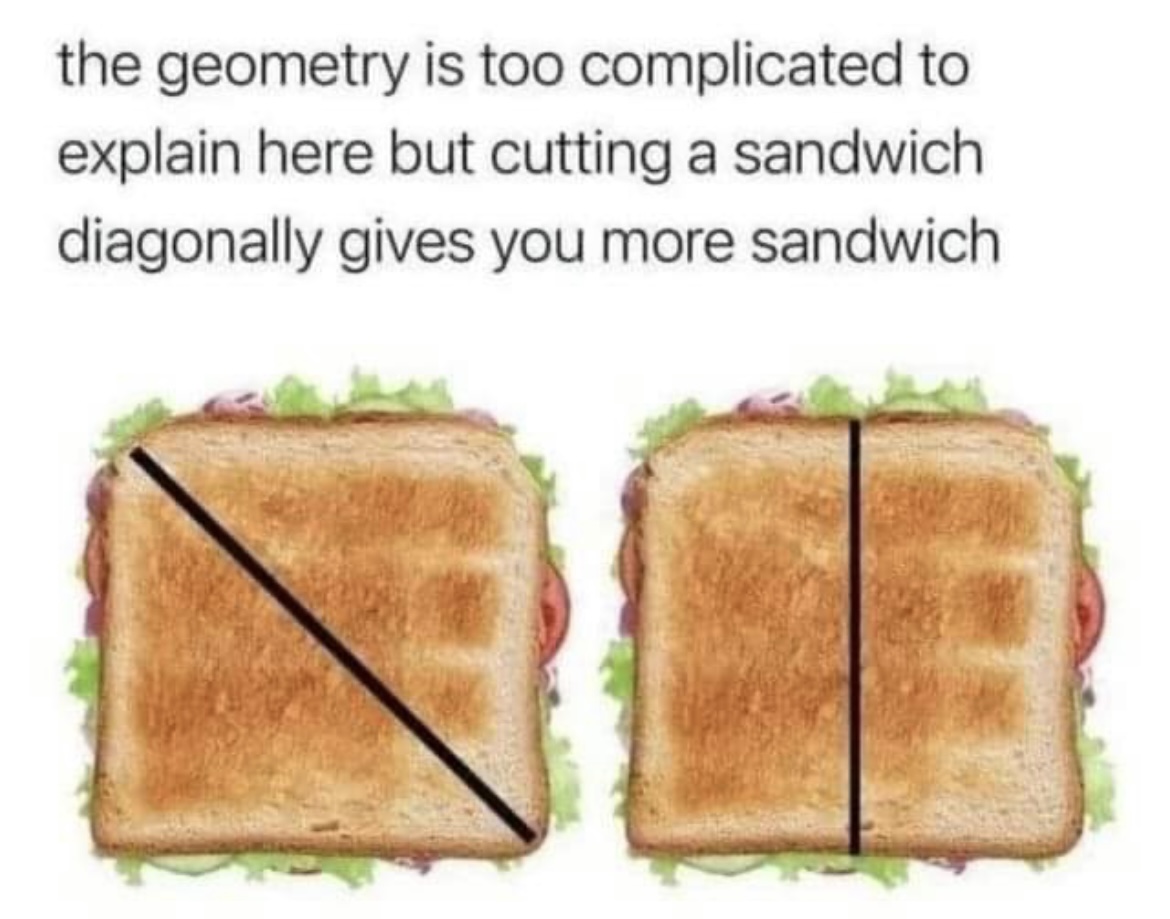 the geometry is too complicated to
explain here but cutting a sandwich
diagonally gives you more sandwich